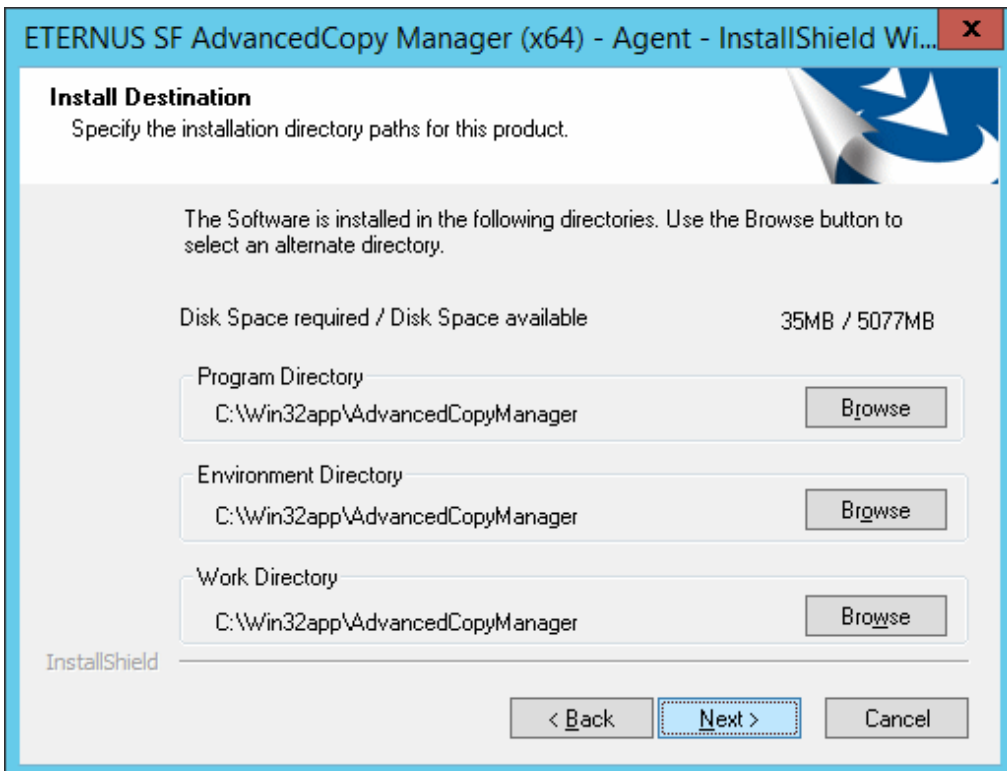 ETERNUS SF AdvancedCopy Manager (x64) - Agent - InstallShield Wi...
x
Install Destination
Specify the installation directory paths for this product.
The Software is installed in the following directories. Use the Browse button to
select an alternate directory.
Disk Space required / Disk Space available 35MB / 5077MB
Program Directory
C:\Win32app\AdvancedCopyManager Browse
Environment Directory
C:\Win32app\AdvancedCopyManager Browse
Work Directory
C:\Win32app\AdvancedCopyManager Browse
InstallShield
< Back Next > Cancel